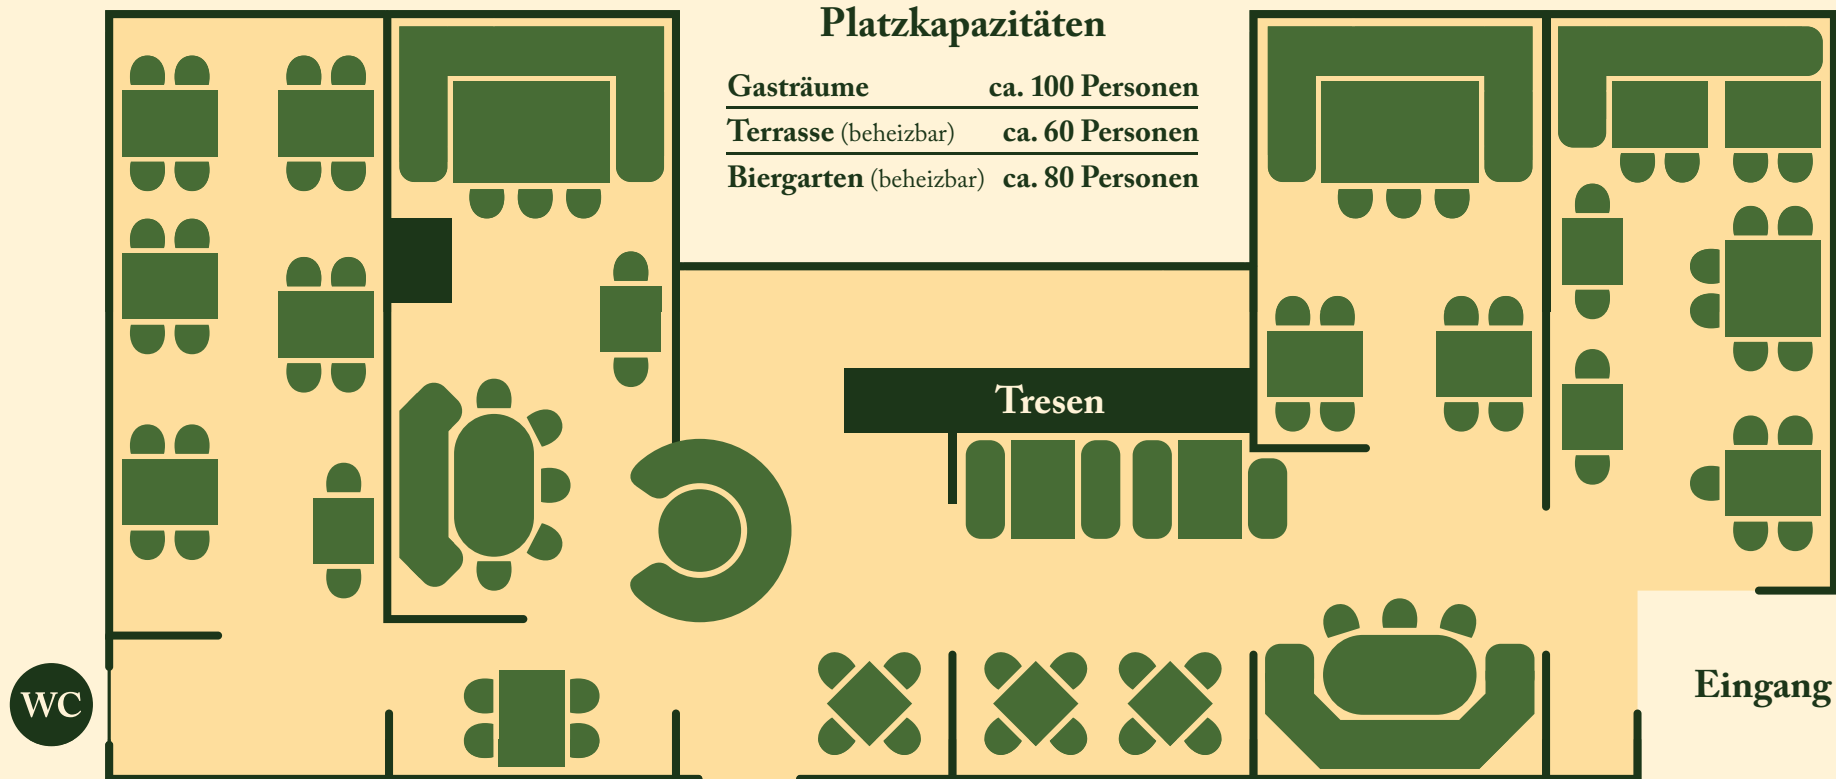 Platzkapazitäten
Gasträume ca. 100 Personen
Terrasse (beheizbar) ca. 60 Personen
Biergarten (beheizbar) ca. 80 Personen
Tresen
WC
Eingang